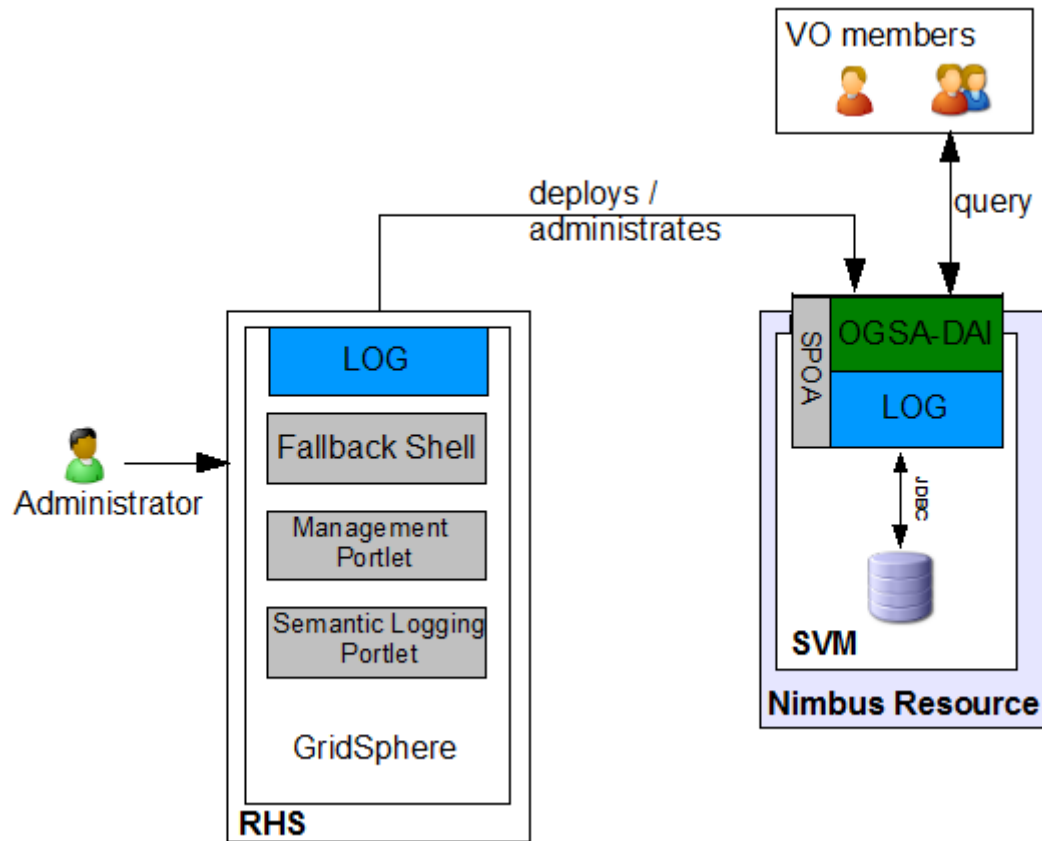 VO members
deploys /
administrates
query
LOG
Fallback Shell
Management
Portlet
Semantic Logging
Portlet
GridSphere
RHS
Administrator
SPOA
OGSA-DAI
LOG
JDBC
SVM
Nimbus Resource